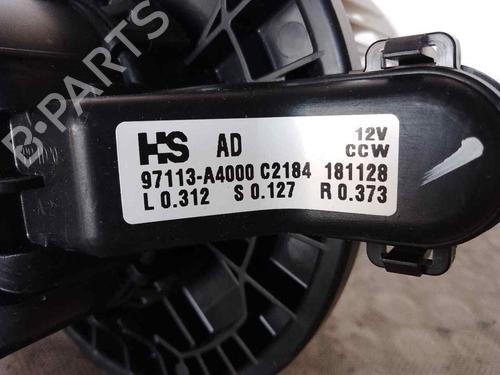 B-PARTS
HS AD 12V CCW
97113-A4000 C2184 181128
L 0.312 S 0.127 R 0.373